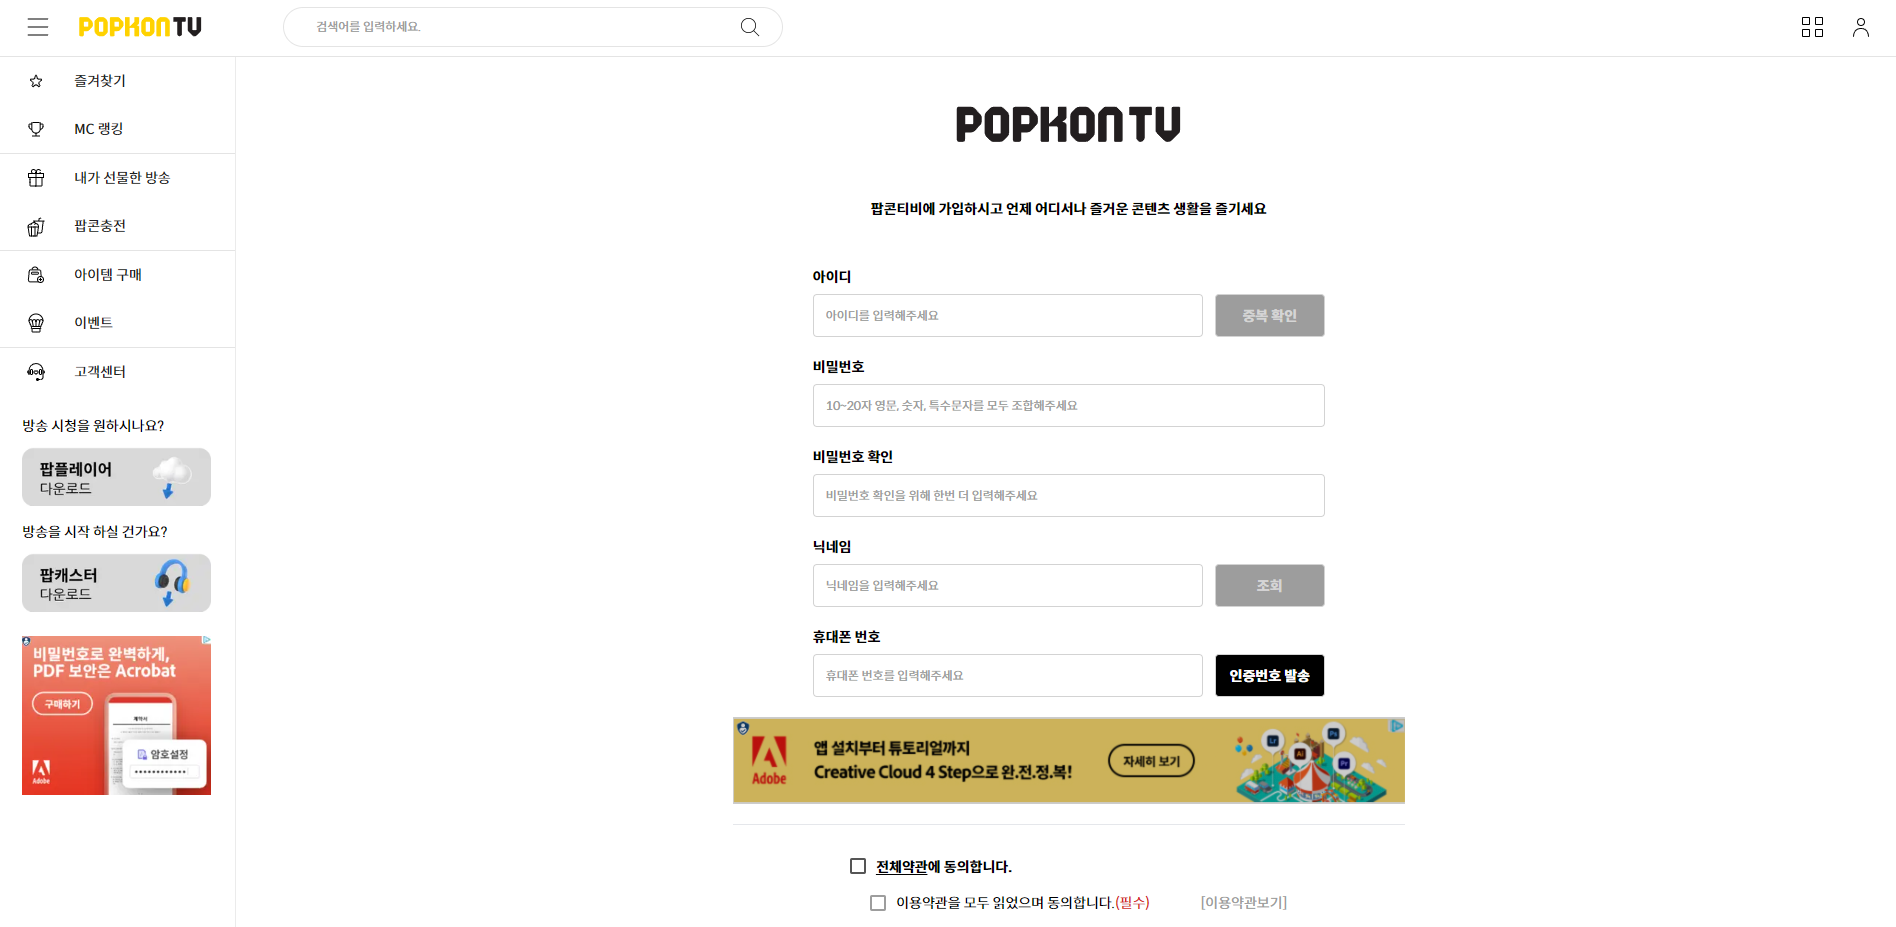 POPKON TV
검색어를 입력하세요.
즐겨찾기
MC 랭킹
내가 선물한 방송
팝콘충전
아이템 구매
이벤트
고객센터
방송 시청을 원하시나요?
팝플레이어
다운로드
방송을 시작 하실 건가요?
팝캐스터
다운로드
비밀번호로 완벽하게,
PDF 보안은 Acrobat
구매하기
계약서
암호설정
Adobe
POPKON TV
팝콘티비에 가입하시고 언제 어디서나 즐거운 콘텐츠 생활을 즐기세요
아이디
아이디를 입력해주세요
중복 확인
비밀번호
10~20자 영문, 숫자, 특수문자를 모두 조합해주세요
비밀번호 확인
비밀번호 확인을 위해 한번 더 입력해주세요
닉네임
닉네임을 입력해주세요
조회
휴대폰 번호
휴대폰 번호를 입력해주세요
인증번호 발송
Adobe
앱 설치부터 튜토리얼까지
Creative Cloud 4 Step으로 완.전.정.복!
자세히 보기
Lr
Ai
Ps
Pr
전체약관에 동의합니다.
이용약관을 모두 읽었으며 동의합니다.(필수)
[이용약관보기]